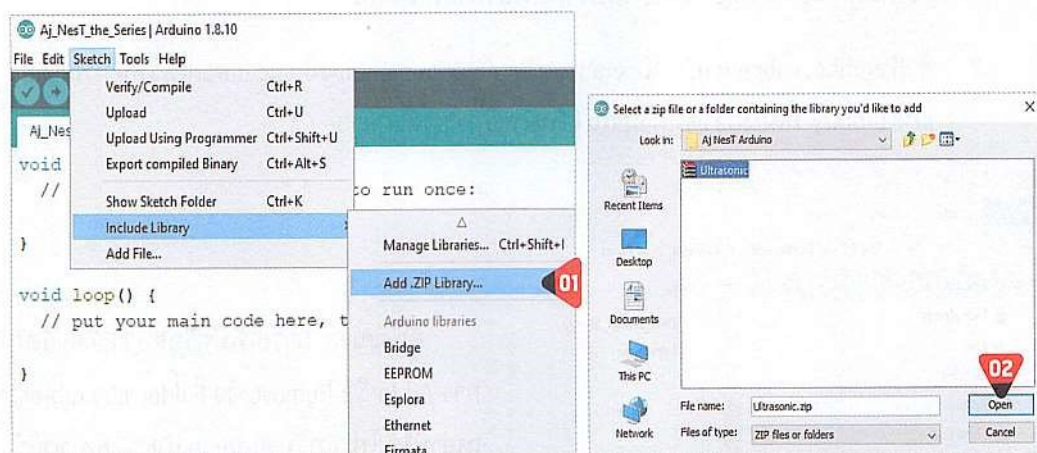 Aj_NesT_the_Series | Arduino 1.8.10
File Edit Sketch Tools Help
Verify/Compile Ctrl+R
Upload Ctrl+U
Upload Using Programmer Ctrl+Shift+U
Export compiled Binary Ctrl+Alt+S
Show Sketch Folder Ctrl+K
Include Library
Add File...
Aj_Nes
void
// to run once:
}
void loop() {
// put your main code here, t
}
Manage Libraries... Ctrl+Shift+I
Add .ZIP Library...
01
Arduino libraries
Bridge
EEPROM
Esplora
Ethernet
Firmata
Select a zip file or a folder containing the library you'd like to add
Look in: Aj NesT Arduino
Ultrasonic
Recent Items
Desktop
Documents
This PC
Network
02
File name: Ultrasonic.zip Open
Files of type: ZIP files or folders Cancel